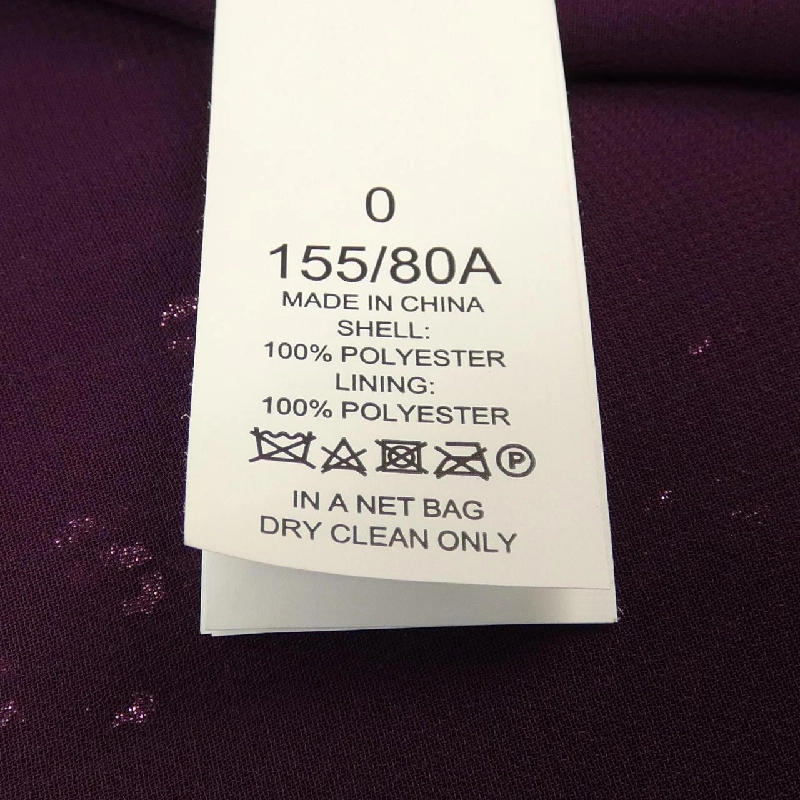 0
155/80A
MADE IN CHINA
SHELL:
100% POLYESTER
LINING:
100% POLYESTER
P
IN A NET BAG
DRY CLEAN ONLY